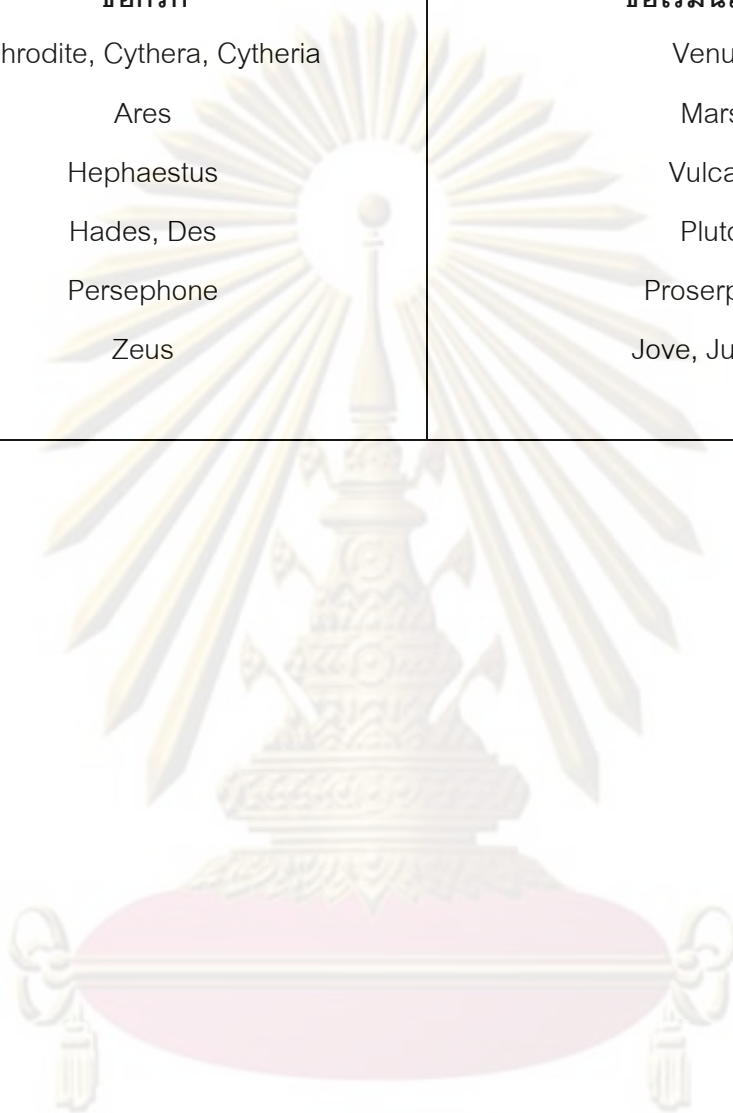 hrodite, Cythera, Cytheria Venu
Ares Mars
Hephaestus Vulca
Hades, Des Pluto
Persephone Proserp
Zeus Jove, Ju